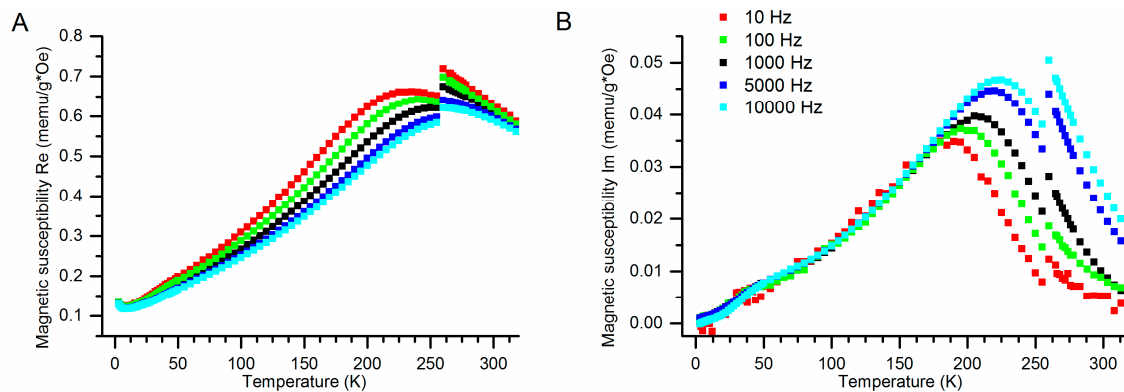 A
Magnetic susceptibility Re (memu/g*Oe)
0.8
0.7
0.6
0.5
0.4
0.3
0.2
0.1
0 50 100 150 200 250 300
Temperature (K)
B
10 Hz
100 Hz
1000 Hz
5000 Hz
10000 Hz
Magnetic susceptibility Im (memu/g*Oe)
0.05
0.04
0.03
0.02
0.01
0.00
0 50 100 150 200 250 300
Temperature (K)